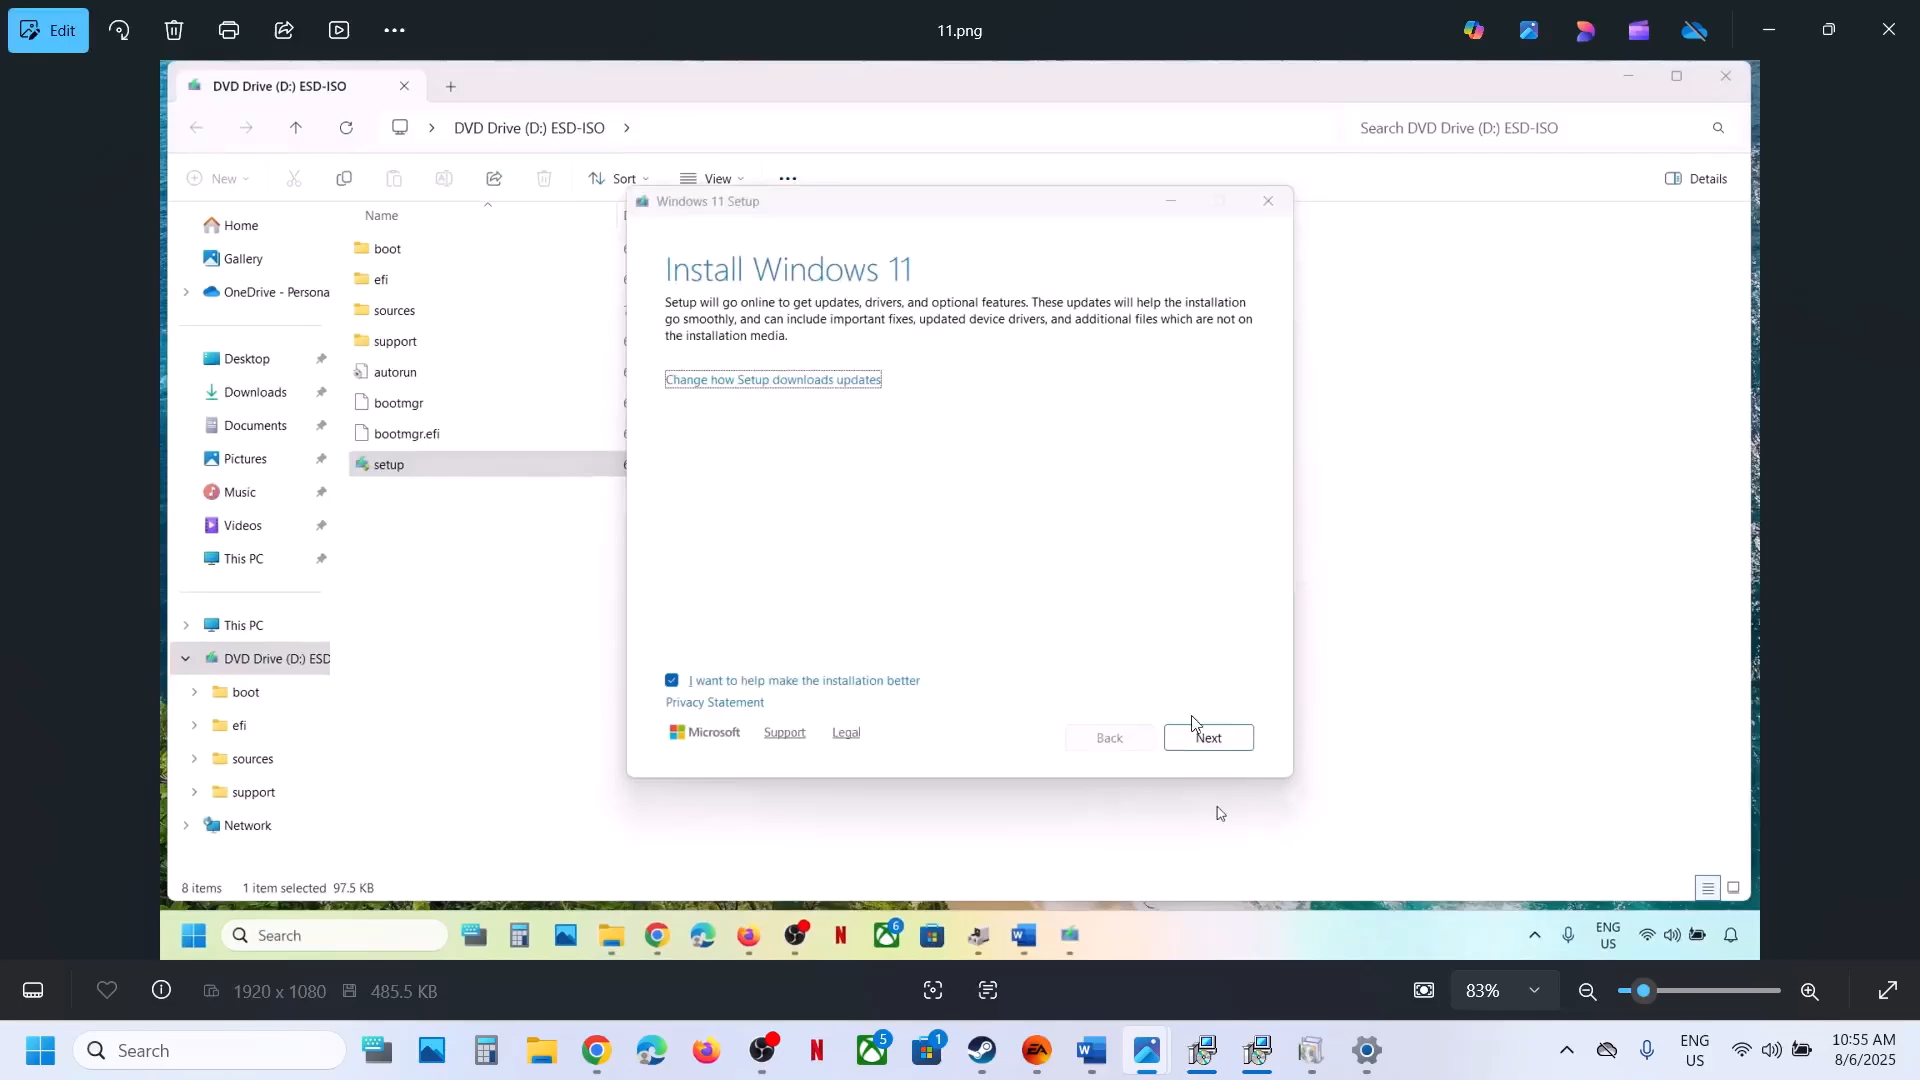 Edit
11.png
DVD Drive (D:) ESD-ISO
DVD Drive (D:) ESD-ISO
Search DVD Drive (D:) ESD-ISO
New
Sort
View
Details
Home
Gallery
OneDrive - Persona
Desktop
Downloads
Documents
Pictures
Music
Videos
This PC
This PC
DVD Drive (D:) ESD
boot
efi
sources
support
Network
Name
boot
efi
sources
support
autorun
bootmgr
bootmgr.efi
setup
Windows 11 Setup
Install Windows 11
Setup will go online to get updates, drivers, and optional features. These updates will help the installation
go smoothly, and can include important fixes, updated device drivers, and additional files which are not on
the installation media.
Change how Setup downloads updates
I want to help make the installation better
Privacy Statement
Microsoft Support Legal
Back Next
8 items 1 item selected 97.5 KB
Search
6
ENG
US
1920 x 1080 485.5 KB
83%
Search
5
1
ENG
US
10:55 AM
8/6/2025